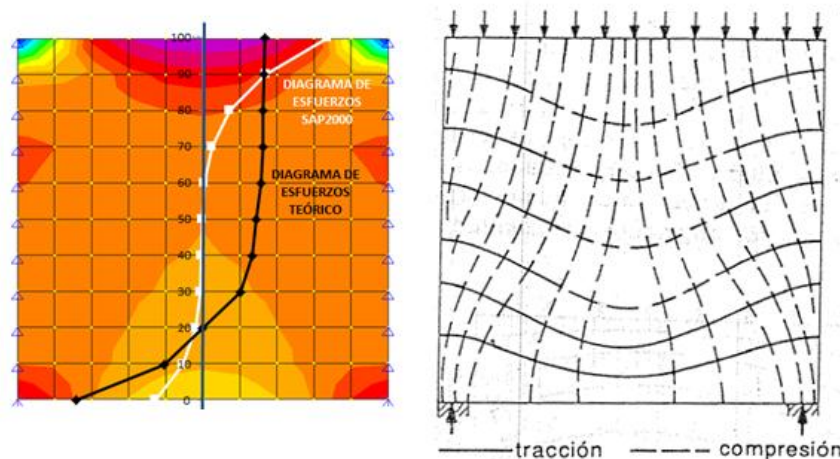 100
90
DIAGRAMA DE
ESFUERZOS
SAP2000
80
70
DIAGRAMA DE
ESFUERZOS
TEÓRICO
60
50
40
30
20
10
0
tracción
compresión